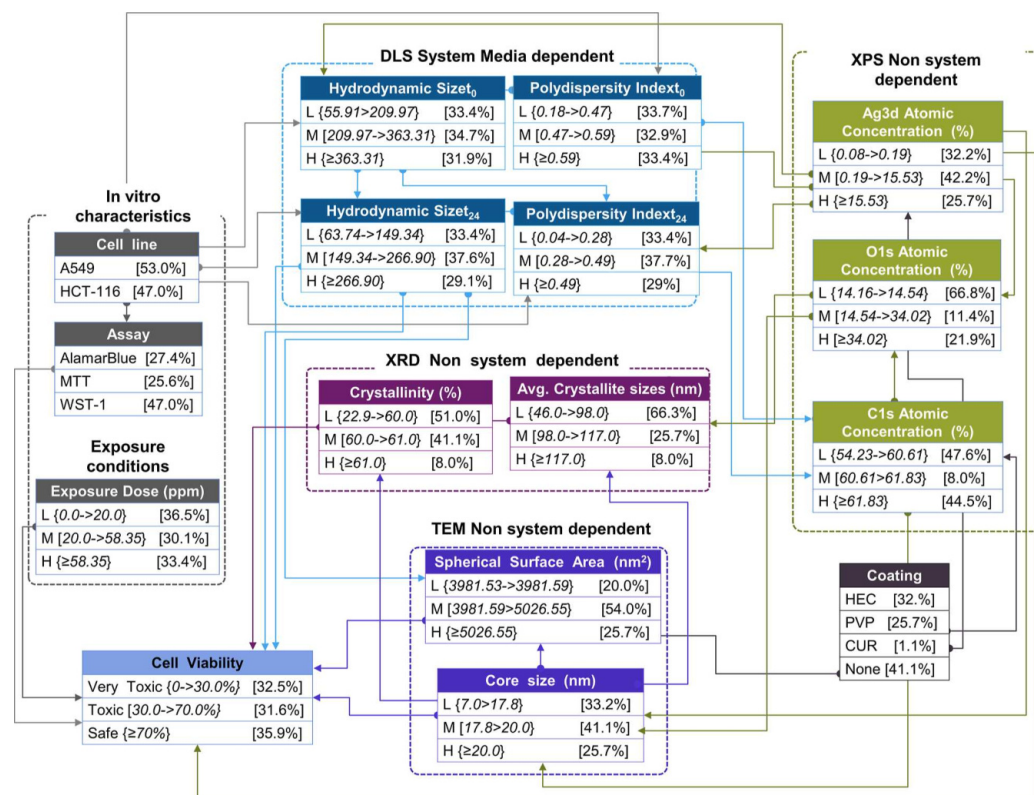 DLS System Media dependent
Hydrodynamic Sizet0
L {55.91>209.97} [33.4%]
M [209.97->363.31} [34.7%]
H {≥363.31} [31.9%]
Polydispersity Indext0
L {0.18->0.47} [33.7%]
M [0.47->0.59} [32.9%]
H {≥0.59} [33.4%]
Hydrodynamic Sizet24
L {63.74->149.34} [33.4%]
M [149.34->266.90} [37.6%]
H {≥266.90} [29.1%]
Polydispersity Indext24
L {0.04->0.28} [33.4%]
M [0.28->0.49} [37.7%]
H {≥0.49} [29%]
XPS Non system
dependent
Ag3d Atomic
Concentration (%)
L {0.08->0.19} [32.2%]
M [0.19->15.53} [42.2%]
H {≥15.53} [25.7%]
O1s Atomic
Concentration (%)
L {14.16->14.54} [66.8%]
M [14.54->34.02} [11.4%]
H [≥34.02} [21.9%]
C1s Atomic
Concentration (%)
L {54.23->60.61} [47.6%]
M [60.61>61.83} [8.0%]
H {≥61.83} [44.5%]
In vitro
characteristics
Cell line
A549 [53.0%]
HCT-116 [47.0%]
Assay
AlamarBlue [27.4%]
MTT [25.6%]
WST-1 [47.0%]
Exposure
conditions
Exposure Dose (ppm)
L {0.0->20.0} [36.5%]
M [20.0->58.35} [30.1%]
H {≥58.35} [33.4%]
XRD Non system dependent
Crystallinity (%)
L {22.9->60.0} [51.0%]
M [60.0->61.0} [41.1%]
H {≥61.0} [8.0%]
Avg. Crystallite sizes (nm)
L {46.0->98.0} [66.3%]
M [98.0->117.0} [25.7%]
H {≥117.0} [8.0%]
TEM Non system dependent
Spherical Surface Area (nm²)
L {3981.53->3981.59} [20.0%]
M [3981.59>5026.55} [54.0%]
H {≥5026.55} [25.7%]
Core size (nm)
L {7.0>17.8} [33.2%]
M [17.8>20.0} [41.1%]
H {≥20.0} [25.7%]
Coating
HEC [32.%]
PVP [25.7%]
CUR [1.1%]
None [41.1%]
Cell Viability
Very Toxic {0->30.0%} [32.5%]
Toxic [30.0->70.0%} [31.6%]
Safe {≥70%} [35.9%]